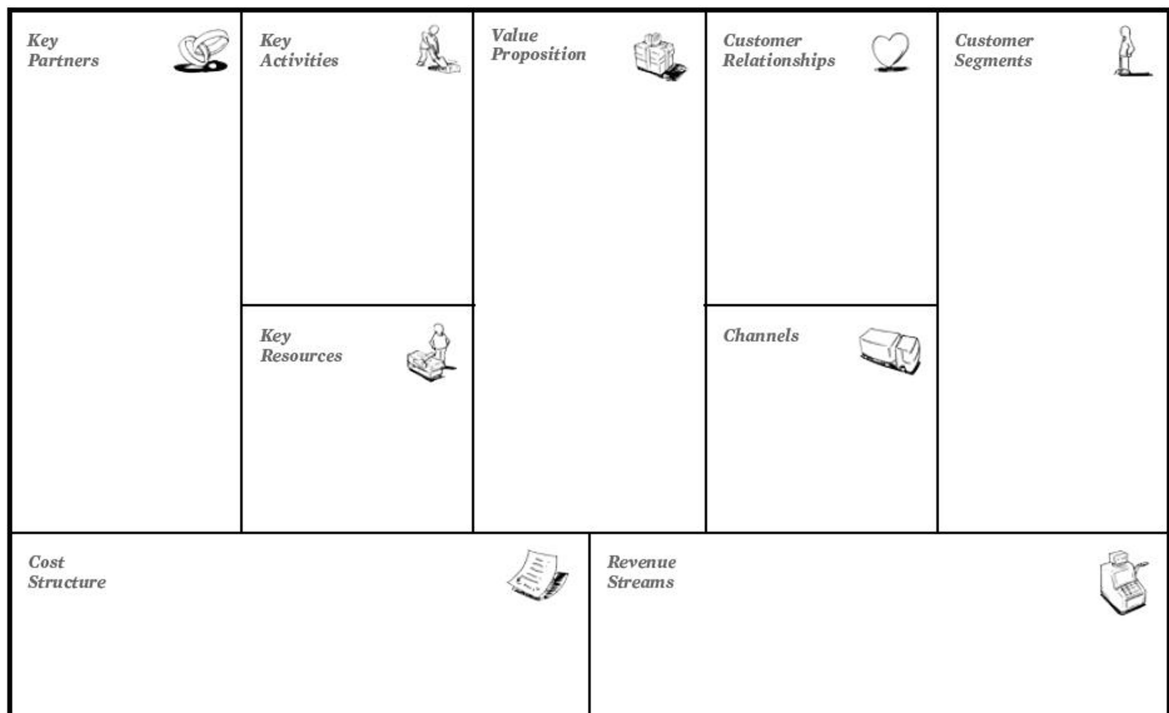 Key
Partners
Key
Activities
Value
Proposition
Customer
Relationships
Customer
Segments
Key
Resources
Channels
Cost
Structure
Revenue
Streams